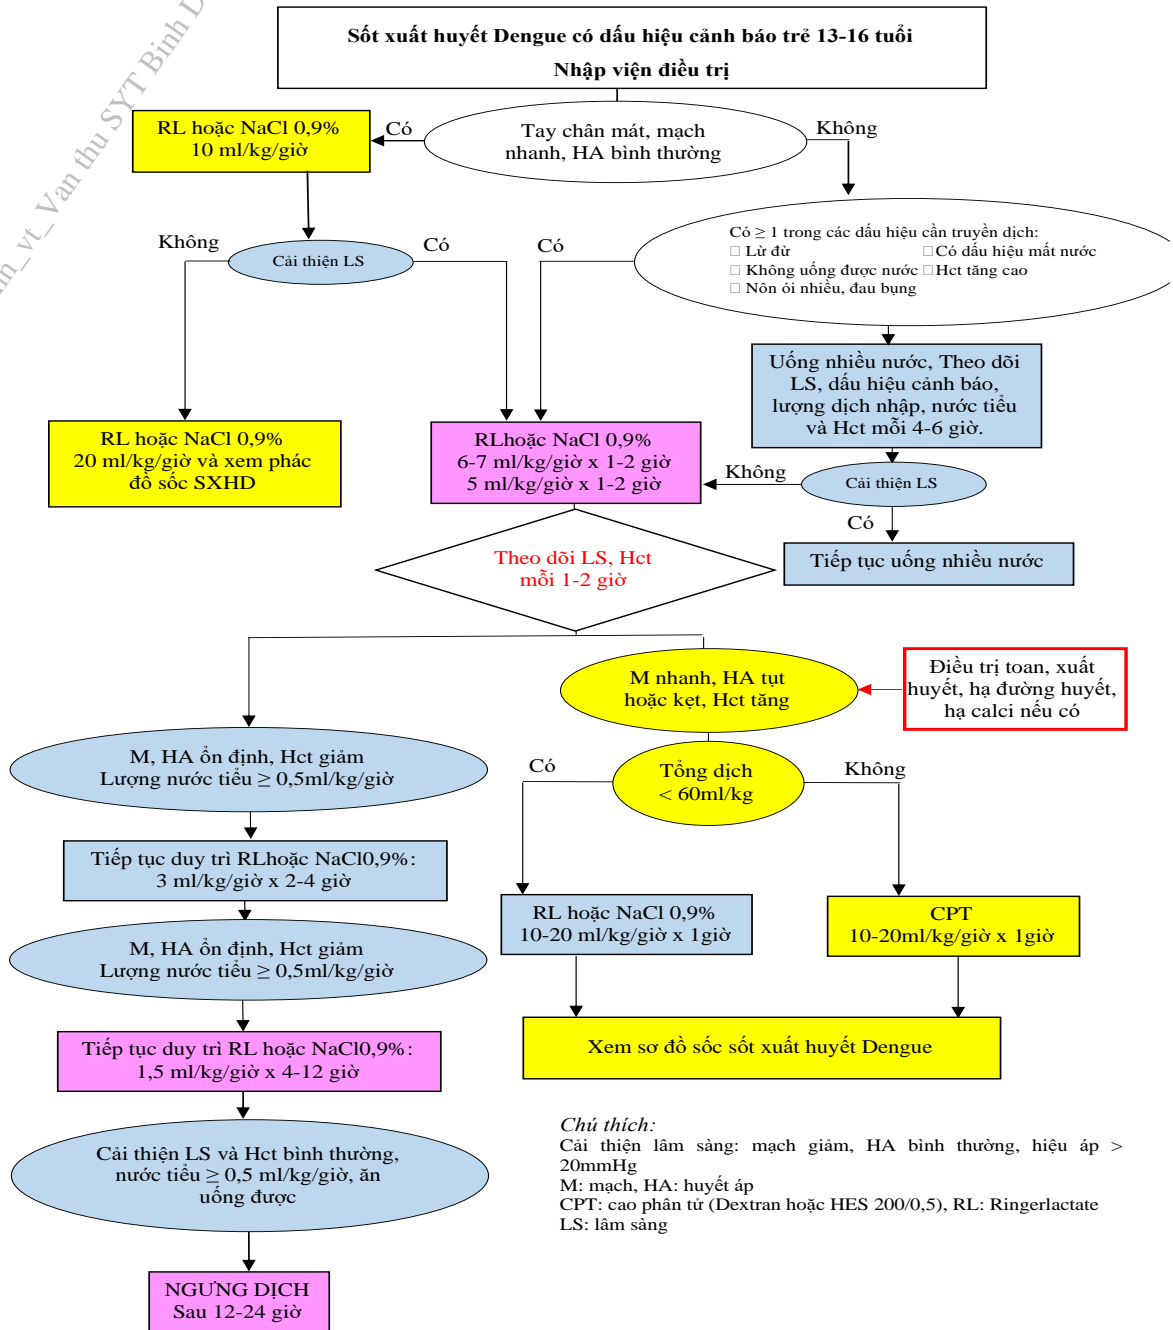 Sốt xuất huyết Dengue có dấu hiệu cảnh báo trẻ 13-16 tuổi
Nhập viện điều trị
RL hoặc NaCl 0,9%
10 ml/kg/giờ
Có
Tay chân mát, mạch
nhanh, HA bình thường
Không
Không
Cải thiện LS
Có
Có
Có ≥ 1 trong các dấu hiệu cần truyền dịch:
□ Lừ đừ □ Có dấu hiệu mất nước
□ Không uống được nước □ Hct tăng cao
□ Nôn ói nhiều, đau bụng
Uống nhiều nước, Theo dõi
LS, dấu hiệu cảnh báo,
lượng dịch nhập, nước tiểu
và Hct mỗi 4-6 giờ.
RL hoặc NaCl 0,9%
20 ml/kg/giờ và xem phác
đồ sốc SXHD
RLhoặc NaCl 0,9%
6-7 ml/kg/giờ x 1-2 giờ
5 ml/kg/giờ x 1-2 giờ
Không
Cải thiện LS
Có
Tiếp tục uống nhiều nước
Theo dõi LS, Hct
mỗi 1-2 giờ
M nhanh, HA tụt
hoặc kẹt, Hct tăng
Điều trị toan, xuất
huyết, hạ đường huyết,
hạ calci nếu có
M, HA ổn định, Hct giảm
Lượng nước tiểu ≥ 0,5ml/kg/giờ
Có
Tổng dịch
< 60ml/kg
Không
Tiếp tục duy trì RLhoặc NaCl0,9%:
3 ml/kg/giờ x 2-4 giờ
RL hoặc NaCl 0,9%
10-20 ml/kg/giờ x 1giờ
CPT
10-20ml/kg/giờ x 1giờ
M, HA ổn định, Hct giảm
Lượng nước tiểu ≥ 0,5ml/kg/giờ
Tiếp tục duy trì RL hoặc NaCl0,9%:
1,5 ml/kg/giờ x 4-12 giờ
Xem sơ đồ sốc sốt xuất huyết Dengue
Cải thiện LS và Hct bình thường,
nước tiểu ≥ 0,5 ml/kg/giờ, ăn
uống được
NGƯNG DỊCH
Sau 12-24 giờ
Chú thích:
Cải thiện lâm sàng: mạch giảm, HA bình thường, hiệu áp >
20mmHg
M: mạch, HA: huyết áp
CPT: cao phân tử (Dextran hoặc HES 200/0,5), RL: Ringerlactate
LS: lâm sàng
_vt_Van thu SYT Binh D